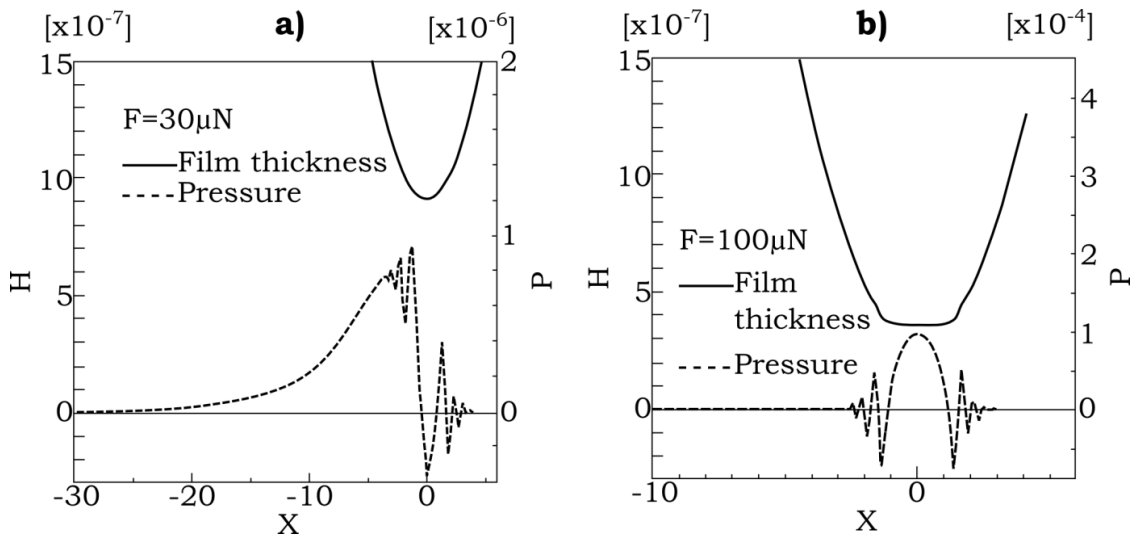 [x10-7] a) [x10-6]
15
10
5
0
H
F=30µN
Film thickness
Pressure
2
1
0
P
-30 -20 -10 0
X
[x10-7] b) [x10-4]
15
10
5
0
H
F=100µN
Film
thickness
Pressure
4
3
2
1
0
P
-10 0
X